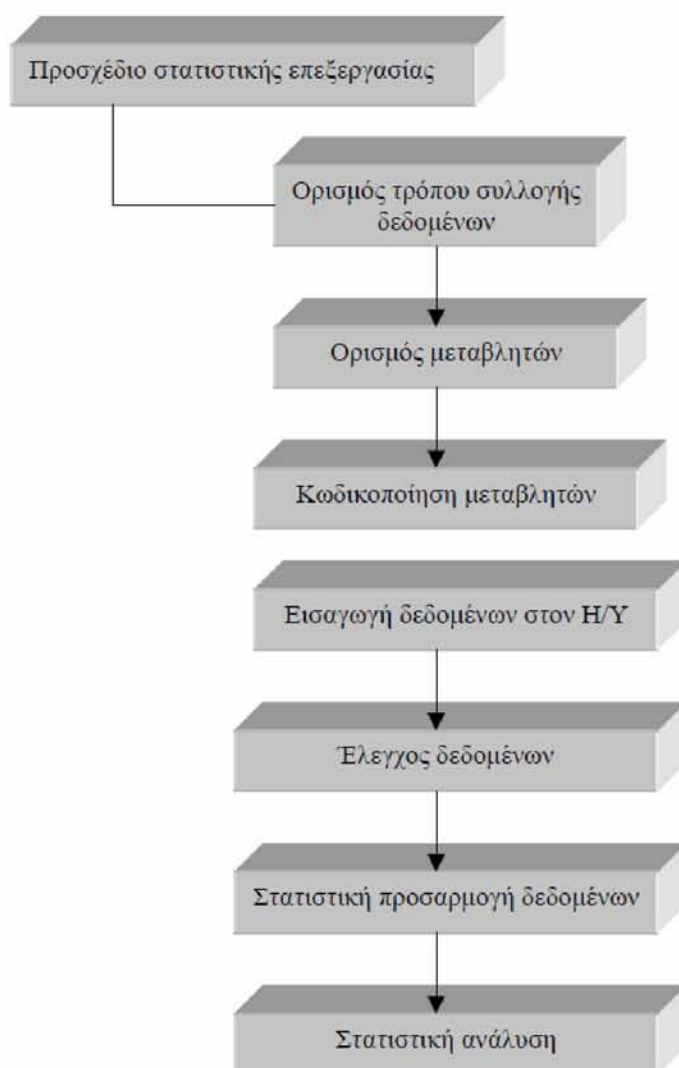 Προσχέδιο στατιστικής επεξεργασίας
Ορισμός τρόπου συλλογής
δεδομένων
Ορισμός μεταβλητών
Κωδικοποίηση μεταβλητών
Εισαγωγή δεδομένων στον Η/Υ
Έλεγχος δεδομένων
Στατιστική προσαρμογή δεδομένων
Στατιστική ανάλυση